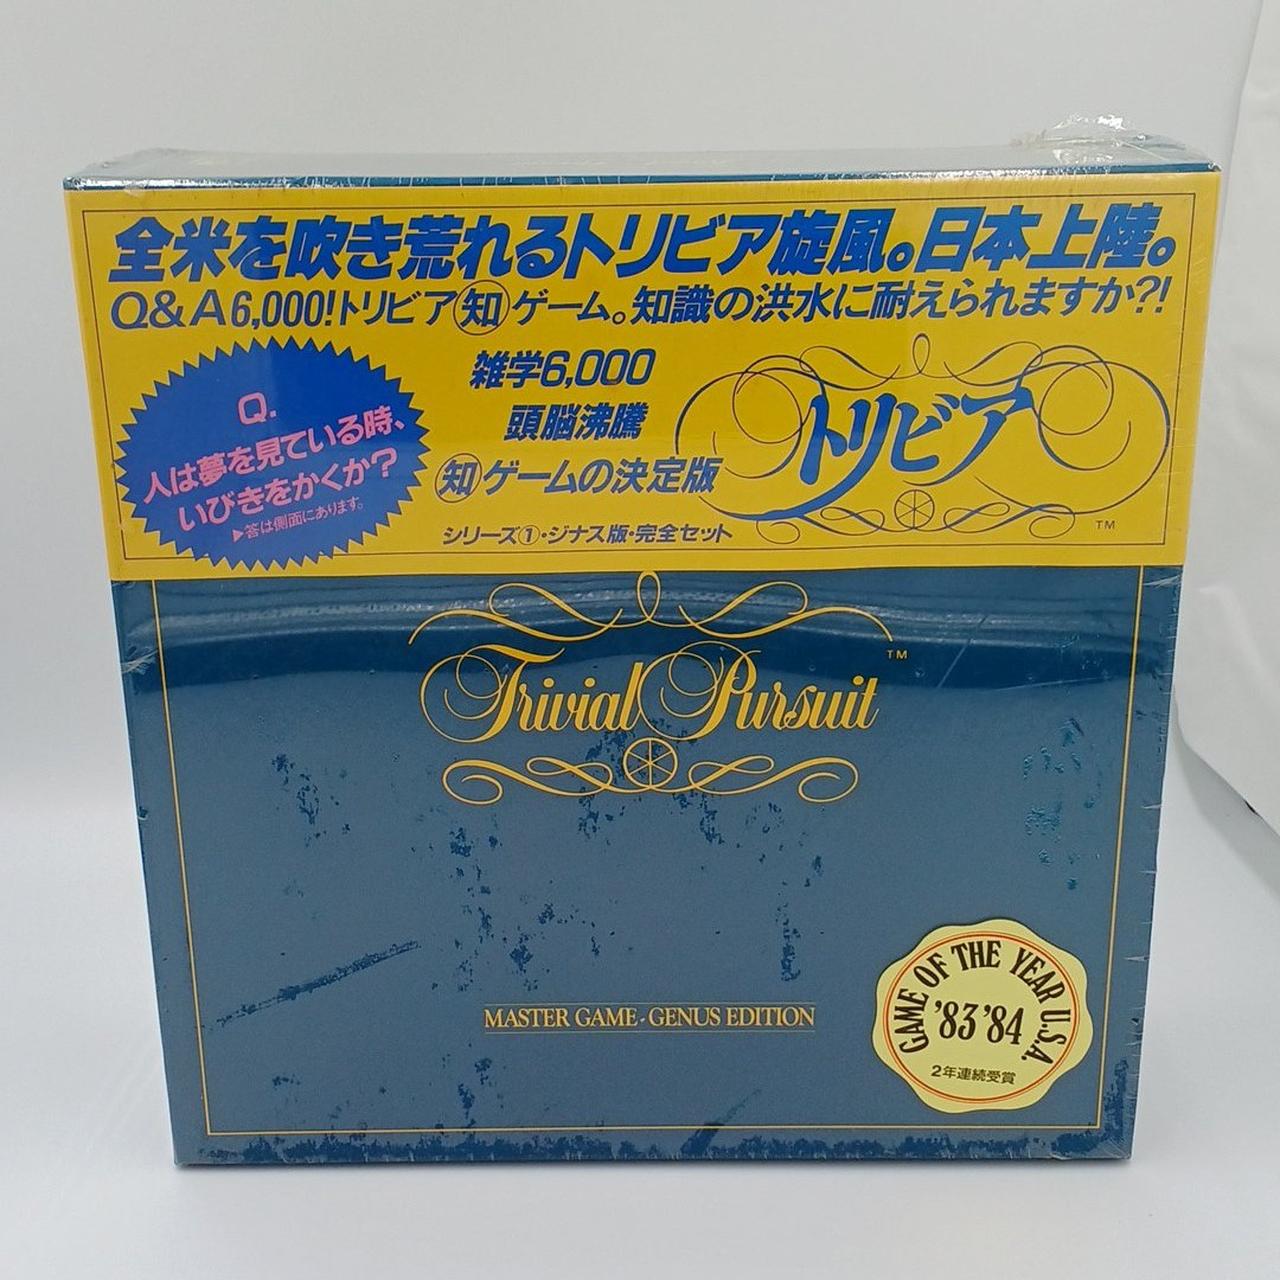 全米を吹き荒れるトリビア旋風。日本上陸。
Q&A6,000!トリビア㊙知ゲーム。知識の洪水に耐えられますか?!
Q.
人は夢を見ている時、
いびきをかくか?
▶答は側面にあります。
雑学6,000
頭脳沸騰
知ゲームの決定版
シリーズ①・ジナス版・完全セット
トリビア
TM
Trivial Pursuit
TM
MASTER GAME - GENUS EDITION
GAME OF THE YEAR U.S.A.
'83 '84
2年連続受賞